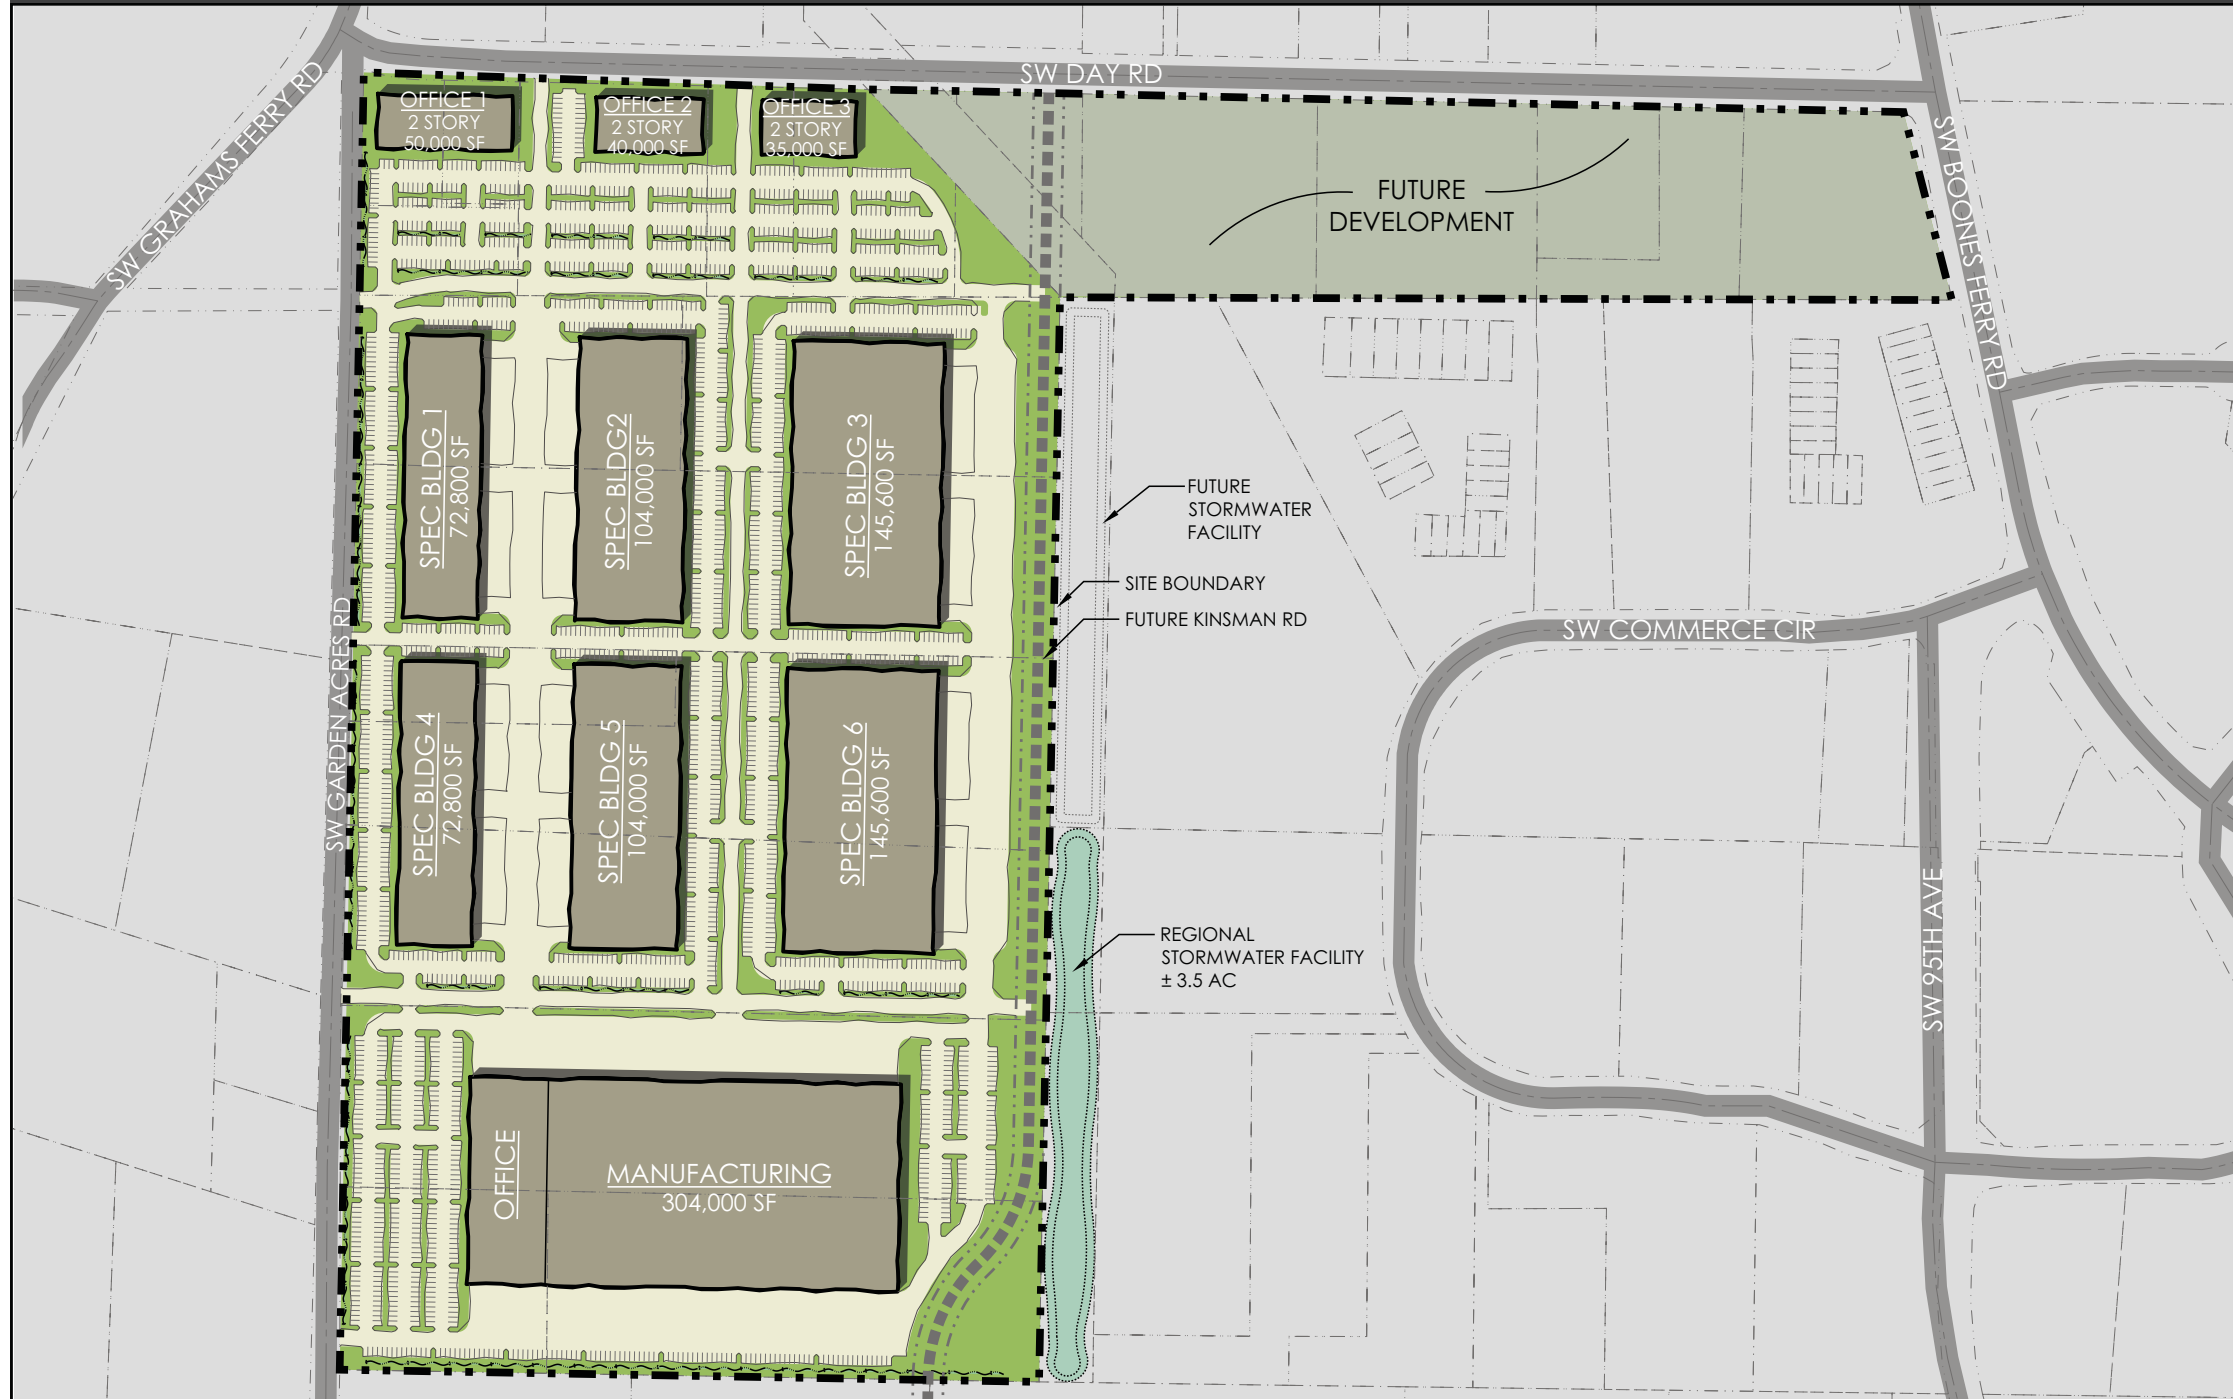 SW DAY RD
SW GRAHAMS FERRY RD
OFFICE 1
2 STORY
50,000 SF
OFFICE 2
2 STORY
40,000 SF
OFFICE 3
2 STORY
35,000 SF
FUTURE
DEVELOPMENT
SW BOONES FERRY RD
SPEC BLDG 1
72,800 SF
SPEC BLDG2
104,000 SF
SPEC BLDG 3
145,600 SF
FUTURE
STORMWATER
FACILITY
SITE BOUNDARY
FUTURE KINSMAN RD
SW COMMERCE CIR
SW GARDEN ACRES RD
SPEC BLDG 4
72,800 SF
SPEC BLDG 5
104,000 SF
SPEC BLDG 6
145,600 SF
REGIONAL
STORMWATER FACILITY
± 3.5 AC
SW 95TH AVE
OFFICE
MANUFACTURING
304,000 SF